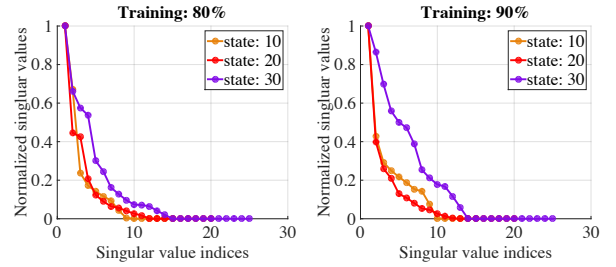 Training: 80%
Normalized singluar values
1
0.8
0.6
0.4
0.2
0
0
10
20
30
Singular value indices
state: 10
state: 20
state: 30
Training: 90%
Normalized singluar values
1
0.8
0.6
0.4
0.2
0
0
10
20
30
Singular value indices
state: 10
state: 20
state: 30